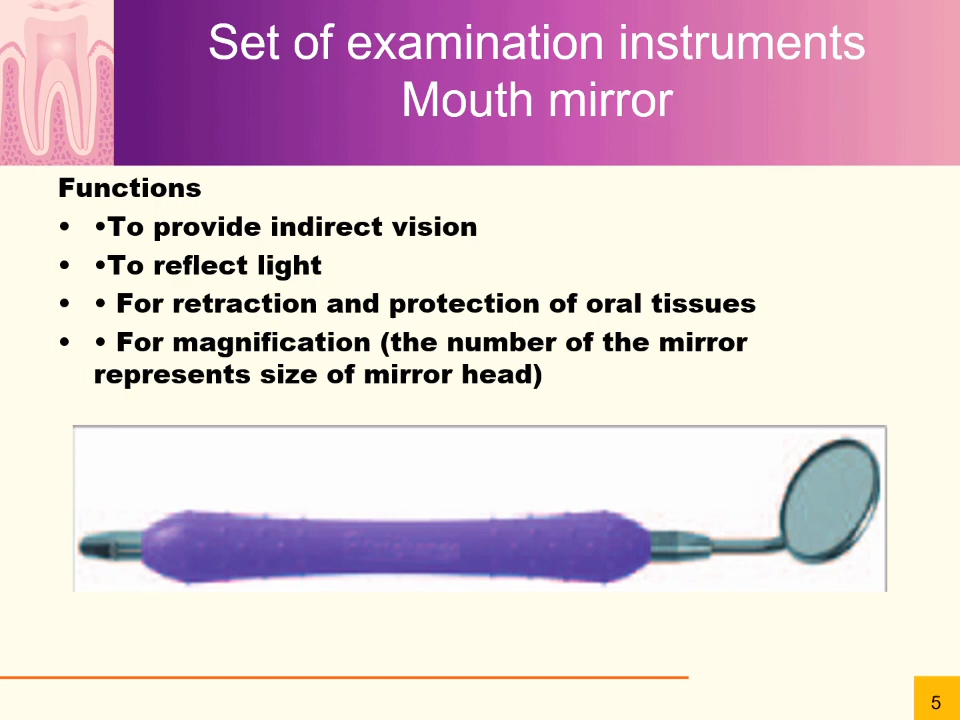 Set of examination instruments
Mouth mirror
Functions
• •To provide indirect vision
• •To reflect light
• • For retraction and protection of oral tissues
• • For magnification (the number of the mirror
represents size of mirror head)
5